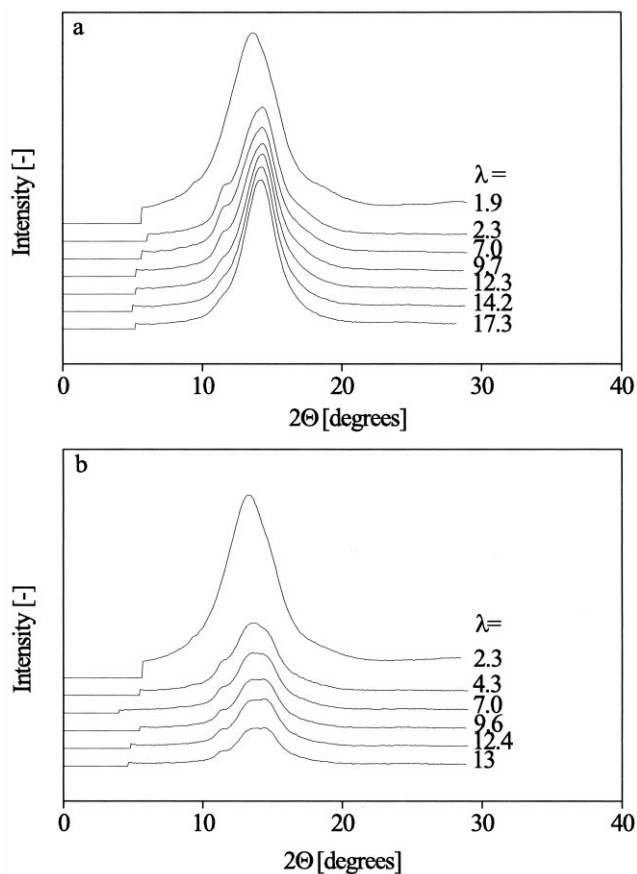 a
Intensity [-]
λ =
1.9
2.3
7.0
9,7
12.3
14.2
17.3
0 10 20 30 40
2Θ [degrees]
b
Intensity [-]
λ=
2.3
4.3
7.0
9,6
12.4
13
0 10 20 30 40
2Θ [degrees]